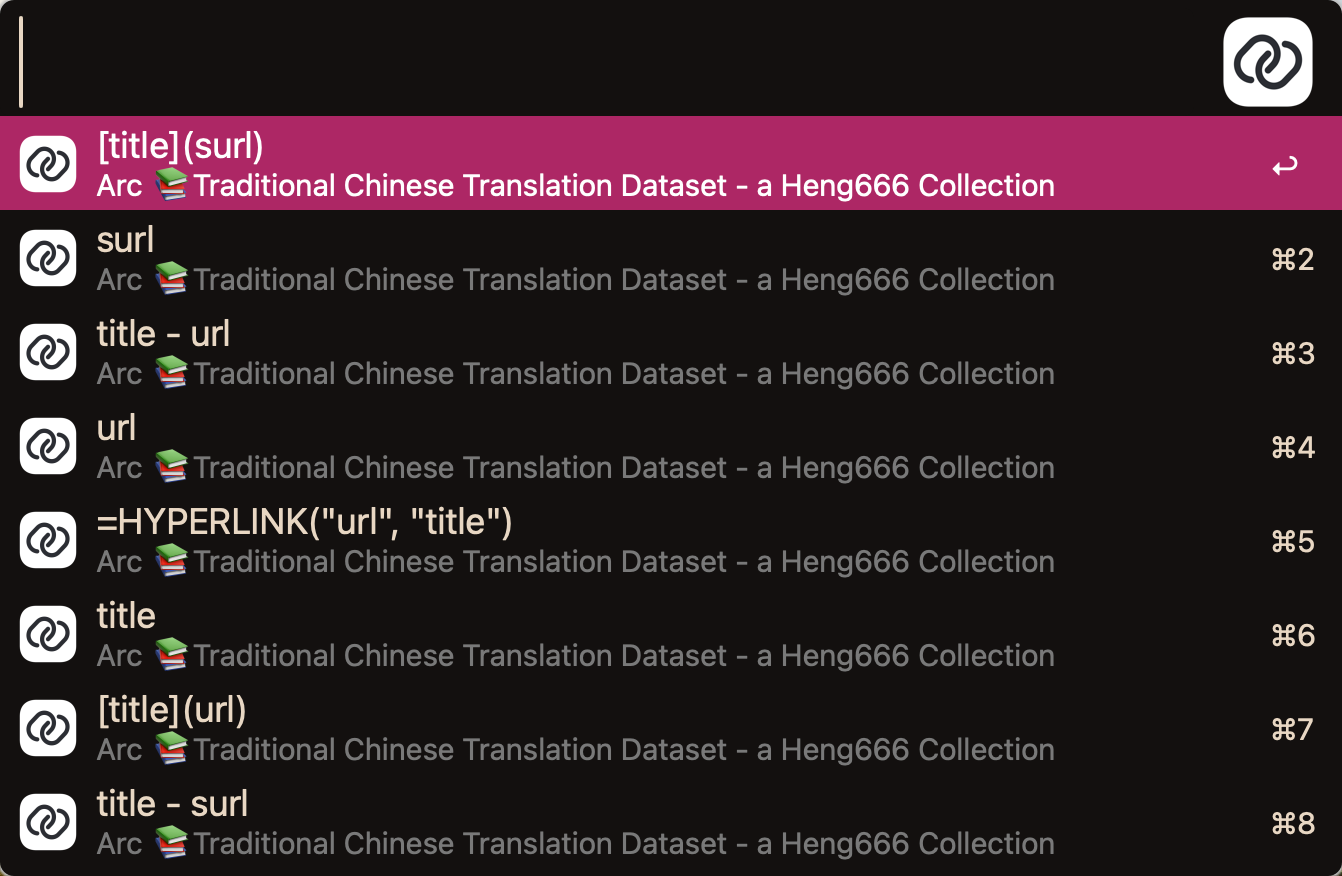 [title](surl)
Arc 📚Traditional Chinese Translation Dataset - a Heng666 Collection
↩
surl
Arc 📚Traditional Chinese Translation Dataset - a Heng666 Collection
⌘2
title - url
Arc 📚Traditional Chinese Translation Dataset - a Heng666 Collection
⌘3
url
Arc 📚Traditional Chinese Translation Dataset - a Heng666 Collection
⌘4
=HYPERLINK("url", "title")
Arc 📚Traditional Chinese Translation Dataset - a Heng666 Collection
⌘5
title
Arc 📚Traditional Chinese Translation Dataset - a Heng666 Collection
⌘6
[title](url)
Arc 📚Traditional Chinese Translation Dataset - a Heng666 Collection
⌘7
title - surl
Arc 📚Traditional Chinese Translation Dataset - a Heng666 Collection
⌘8